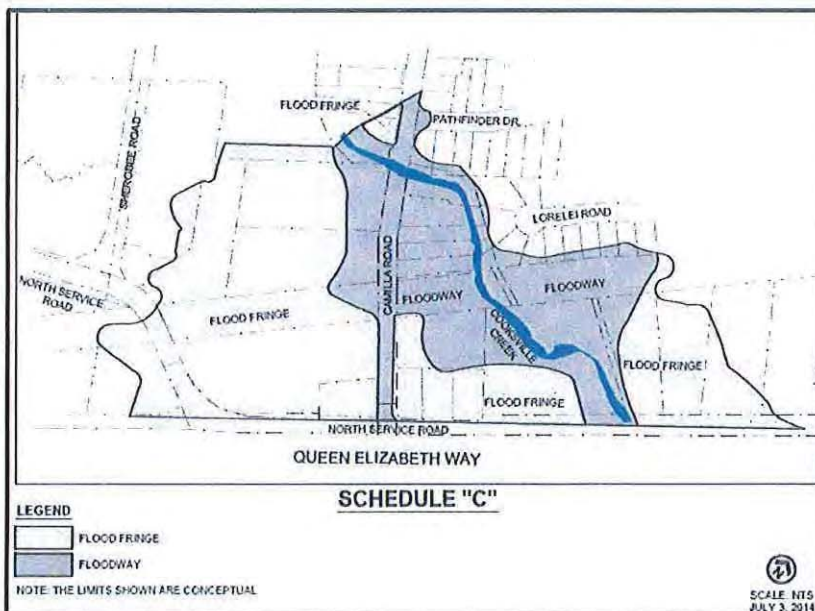 FLOOD FRINGE
PATHFINDER DR.
SHEROBEE ROAD
LORELEI ROAD
NORTH SERVICE
ROAD
CAMILLA ROAD
FLOOD FRINGE
FLOODWAY
FLOODWAY
COOKSVILLE
CREEK
FLOOD FRINGE
FLOOD FRINGE
NORTH SERVICE ROAD
QUEEN ELIZABETH WAY
SCHEDULE "C"
LEGEND
FLOOD FRINGE
FLOODWAY
NOTE: THE LIMITS SHOWN ARE CONCEPTUAL
SCALE NTS
JULY 3, 2014